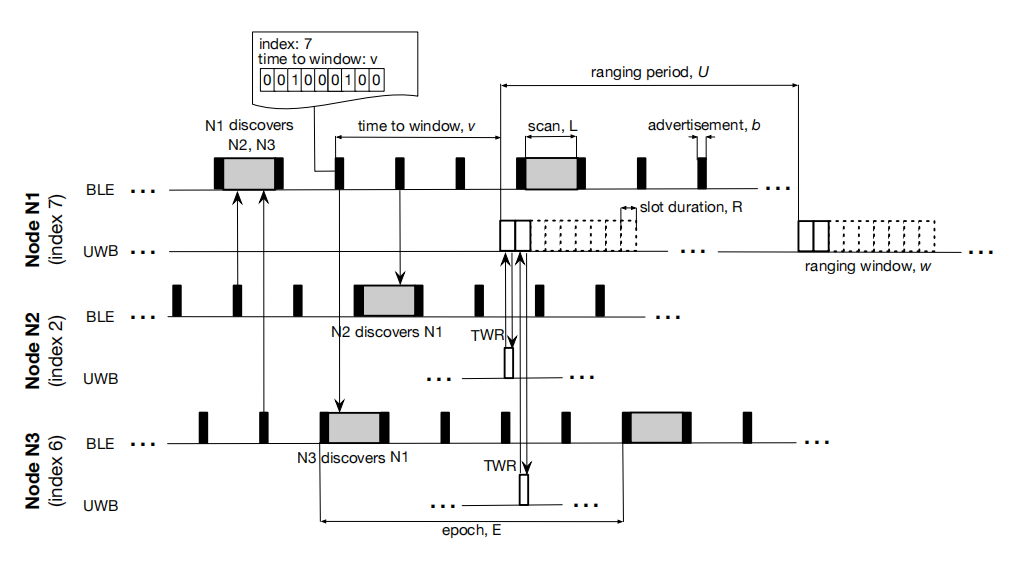 index: 7
time to window: v
0 0 1 0 0 0 1 0 0
ranging period, U
N1 discovers
N2, N3
time to window, v
scan, L
advertisement, b
Node N1
(index 7)
BLE ... ...
slot duration, R
UWB ... ... ...
ranging window, w
Node N2
(index 2)
BLE ... ...
N2 discovers N1
TWR
UWB ... ...
Node N3
(index 6)
BLE ... ...
N3 discovers N1
TWR
UWB ... ...
epoch, E